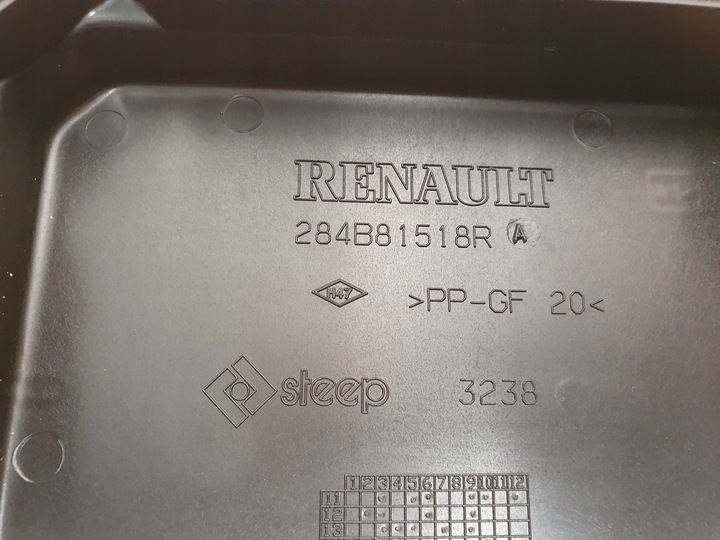 RENAULT
284B81518R A
H47 >PP-GF 20<
steep 3238
1 2 3 4 5 6 7 8 9 10 11 12
11
12
13